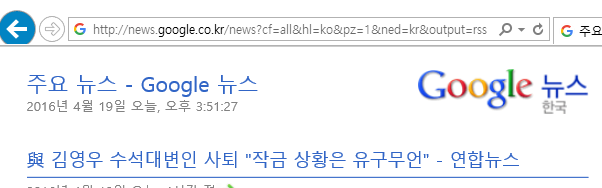 http://news.google.co.kr/news?cf=all&hl=ko&pz=1&ned=kr&output=rss
주요
주요 뉴스 - Google 뉴스
Google 뉴스
한국
2016년 4월 19일 오늘, 오후 3:51:27
與 김영우 수석대변인 사퇴 "작금 상황은 유구무언" - 연합뉴스